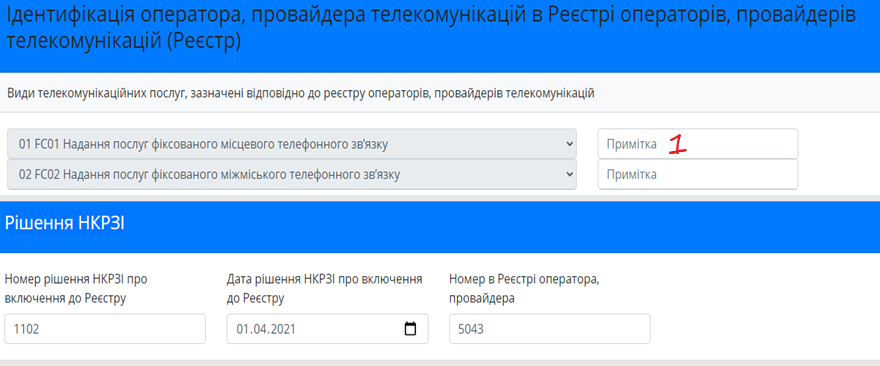 Ідентифікація оператора, провайдера телекомунікацій в Реєстрі операторів, провайдерів
телекомунікацій (Реєстр)
Види телекомунікаційних послуг, зазначені відповідно до реєстру операторів, провайдерів телекомунікацій
01 FC01 Надання послуг фіксованого місцевого телефонного зв'язку Примітка 1
02 FC02 Надання послуг фіксованого міжміського телефонного зв'язку Примітка
Рішення НКРЗІ
Номер рішення НКРЗІ про
включення до Реєстру
Дата рішення НКРЗІ про включення
до Реєстру
Номер в Реєстрі оператора,
провайдера
1102 01.04.2021 5043